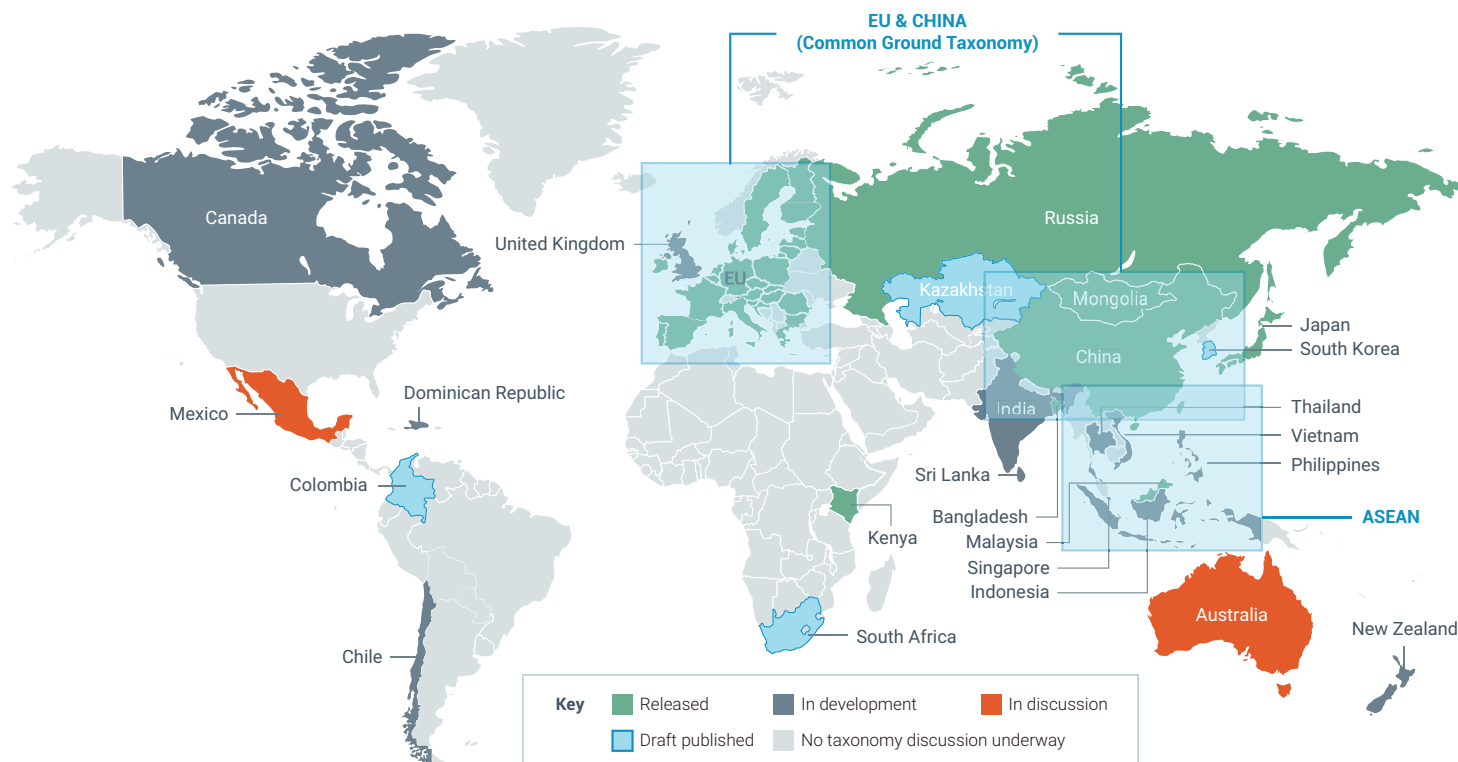 EU & CHINA
(Common Ground Taxonomy)
Canada
Russia
United Kingdom
EU
Kazakhstan
Mongolia
Japan
South Korea
China
Dominican Republic
Mexico
India
Thailand
Vietnam
Philippines
Colombia
Sri Lanka
Bangladesh
ASEAN
Kenya
Malaysia
Singapore
Indonesia
Australia
New Zealand
South Africa
Chile
Key
Released
In development
In discussion
Draft published
No taxonomy discussion underway